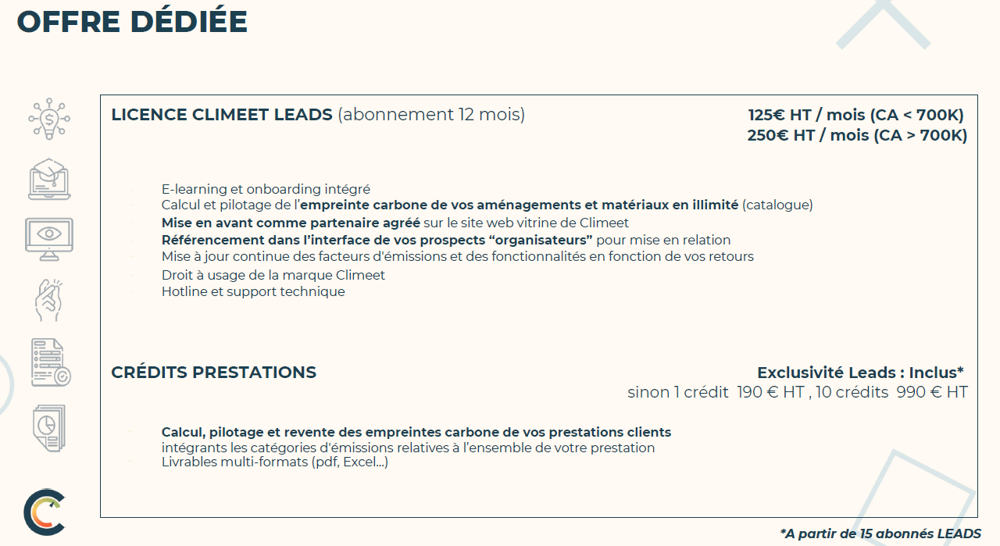 OFFRE DÉDIÉE
LICENCE CLIMEET LEADS (abonnement 12 mois)
125€ HT / mois (CA < 700K)
250€ HT / mois (CA > 700K)
E-learning et onboarding intégré
Calcul et pilotage de l’empreinte carbone de vos aménagements et matériaux en illimité (catalogue)
Mise en avant comme partenaire agréé sur le site web vitrine de Climeet
Référencement dans l’interface de vos prospects “organisateurs” pour mise en relation
Mise à jour continue des facteurs d'émissions et des fonctionnalités en fonction de vos retours
Droit à usage de la marque Climeet
Hotline et support technique
CRÉDITS PRESTATIONS
Exclusivité Leads : Inclus*
sinon 1 crédit 190 € HT , 10 crédits 990 € HT
Calcul, pilotage et revente des empreintes carbone de vos prestations clients
intégrants les catégories d'émissions relatives à l’ensemble de votre prestation
Livrables multi-formats (pdf, Excel...)
*A partir de 15 abonnés LEADS